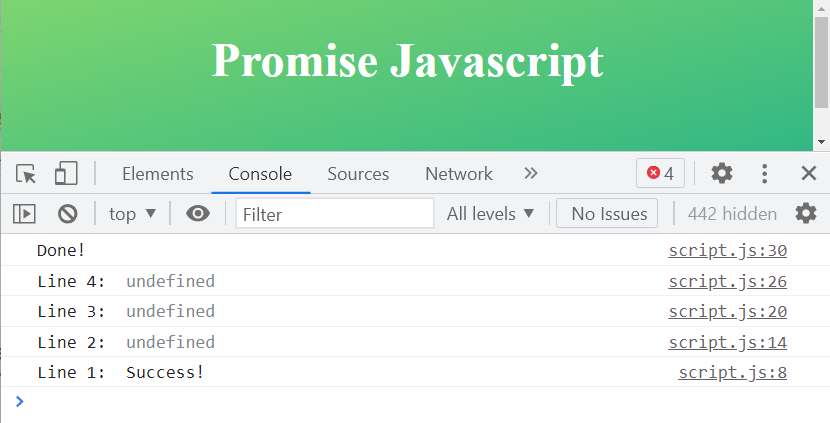 Promise Javascript
Elements Console Sources Network » 4
top ▼ Filter All levels ▼ No Issues 442 hidden
Done! script.js:30
Line 4: undefined script.js:26
Line 3: undefined script.js:20
Line 2: undefined script.js:14
Line 1: Success! script.js:8